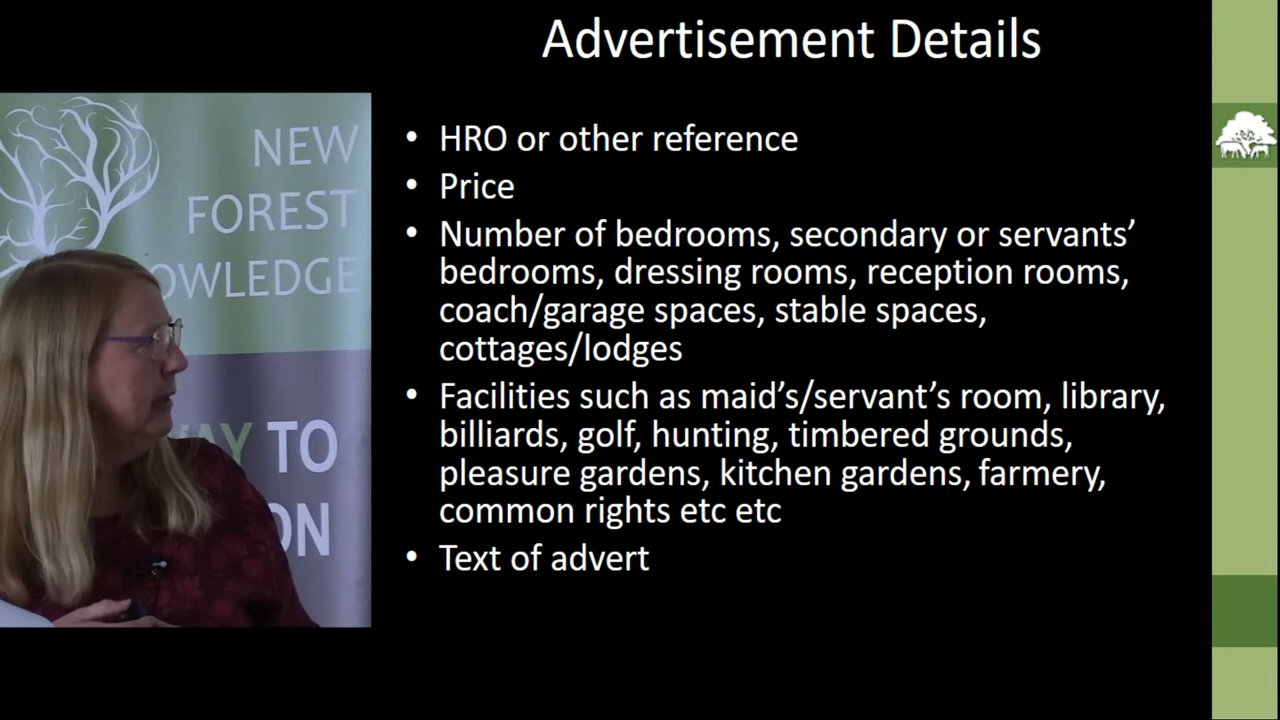 Advertisement Details
NEW
FOREST
OWLEDGE
WAY TO
ON
• HRO or other reference
• Price
• Number of bedrooms, secondary or servants’
bedrooms, dressing rooms, reception rooms,
coach/garage spaces, stable spaces,
cottages/lodges
• Facilities such as maid’s/servant’s room, library,
billiards, golf, hunting, timbered grounds,
pleasure gardens, kitchen gardens, farmery,
common rights etc etc
• Text of advert